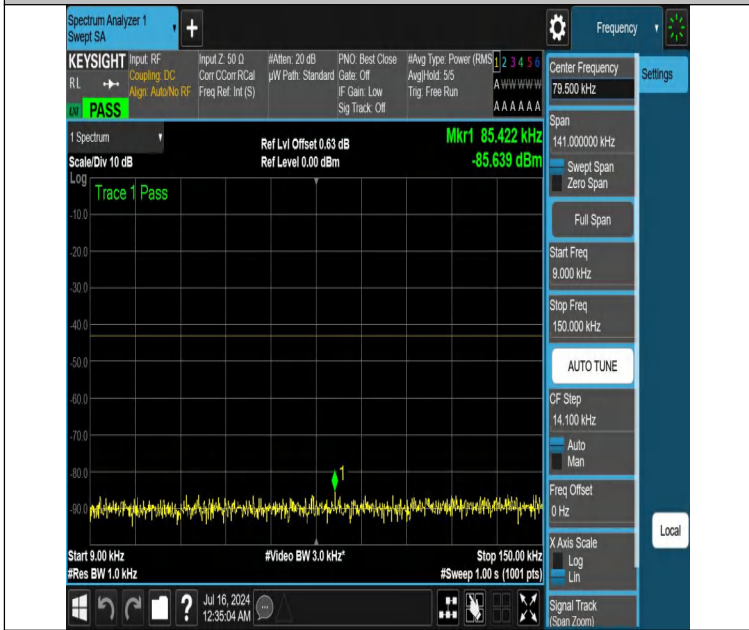 Spectrum Analyzer 1
Swept SA
Frequency
KEYSIGHT
RL
LXI PASS
Input: RF
Coupling: DC
Align: Auto/No RF
Input Z: 50 Ω
Corr CCorr RCal
Freq Ref: Int (S)
#Atten: 20 dB
µW Path: Standard
PNO: Best Close
Gate: Off
IF Gain: Low
Sig Track: Off
#Avg Type: Power (RMS
Avg|Hold: 5/5
Trig: Free Run
1 2 3 4 5 6
A W W W W W
A A A A A A
1 Spectrum
Scale/Div 10 dB
Ref Lvl Offset 0.63 dB
Ref Level 0.00 dBm
Mkr1 85.422 kHz
-85.639 dBm
Log
Trace 1 Pass
-10.0
-20.0
-30.0
-40.0
-50.0
-60.0
-70.0
-80.0
-90.0
1
Start 9.00 kHz
#Res BW 1.0 kHz
#Video BW 3.0 kHz*
Stop 150.00 kHz
#Sweep 1.00 s (1001 pts)
Jul 16, 2024
12:35:04 AM
Center Frequency
79.500 kHz
Span
141.000000 kHz
Swept Span
Zero Span
Full Span
Start Freq
9.000 kHz
Stop Freq
150.000 kHz
AUTO TUNE
CF Step
14.100 kHz
Auto
Man
Freq Offset
0 Hz
X Axis Scale
Log
Lin
Signal Track
(Span Zoom)
Settings
Local